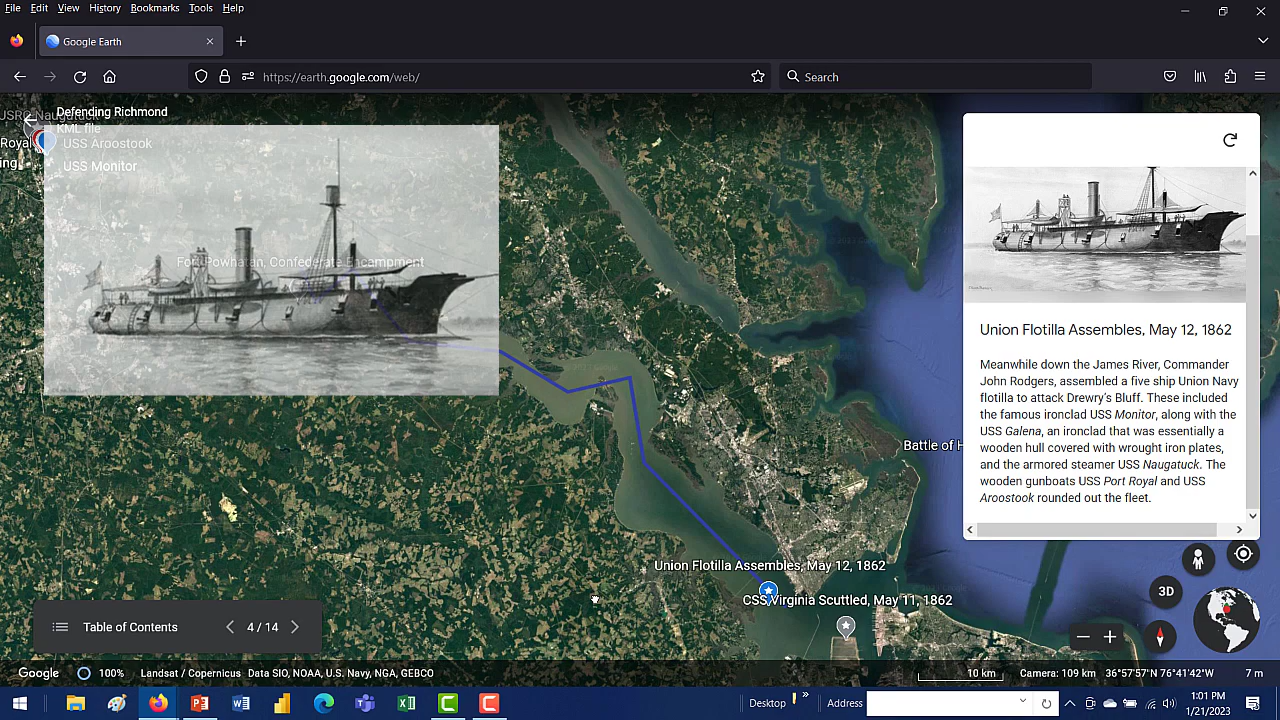 File Edit View History Bookmarks Tools Help
Google Earth
https://earth.google.com/web/
Search
USRC Naugatu
Defending Richmond
KML file
Royal
USS Aroostook
ing,
USS Monitor
Fort Powhatan, Confederate Encampment
Union Flotilla Assembles, May 12, 1862
Meanwhile down the James River, Commander
John Rodgers, assembled a five ship Union Navy
flotilla to attack Drewry's Bluff. These included
the famous ironclad USS Monitor, along with the
USS Galena, an ironclad that was essentially a
wooden hull covered with wrought iron plates,
and the armored steamer USS Naugatuck. The
wooden gunboats USS Port Royal and USS
Aroostook rounded out the fleet.
Battle of H
Union Flotilla Assembles, May 12, 1862
CSS Virginia Scuttled, May 11, 1862
3D
Table of Contents
4 / 14
Google
100%
Landsat / Copernicus Data SIO, NOAA, U.S. Navy, NGA, GEBCO
10 km
Camera: 109 km
36°57'57"N 76°41'42"W
7 m
Desktop
Address
1:01 PM
1/21/2023